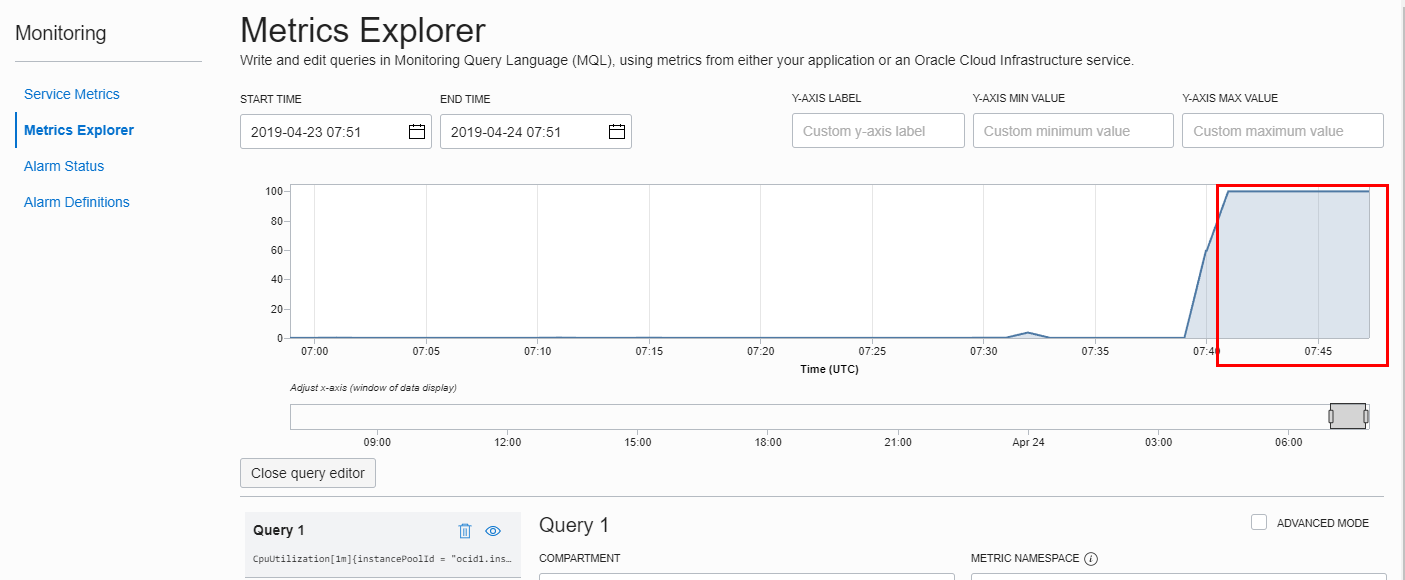 Monitoring
Service Metrics
Metrics Explorer
Alarm Status
Alarm Definitions
Metrics Explorer
Write and edit queries in Monitoring Query Language (MQL), using metrics from either your application or an Oracle Cloud Infrastructure service.
START TIME END TIME Y-AXIS LABEL Y-AXIS MIN VALUE Y-AXIS MAX VALUE
2019-04-23 07:51 2019-04-24 07:51 Custom y-axis label Custom minimum value Custom maximum value
100
80
60
40
20
0
07:00 07:05 07:10 07:15 07:20 07:25 07:30 07:35 07:40 07:45
Time (UTC)
Adjust x-axis (window of data display)
09:00 12:00 15:00 18:00 21:00 Apr 24 03:00 06:00
Close query editor
Query 1
CpuUtilization[1m]{instancePoolId = "ocid1.ins…
Query 1 ADVANCED MODE
COMPARTMENT METRIC NAMESPACE